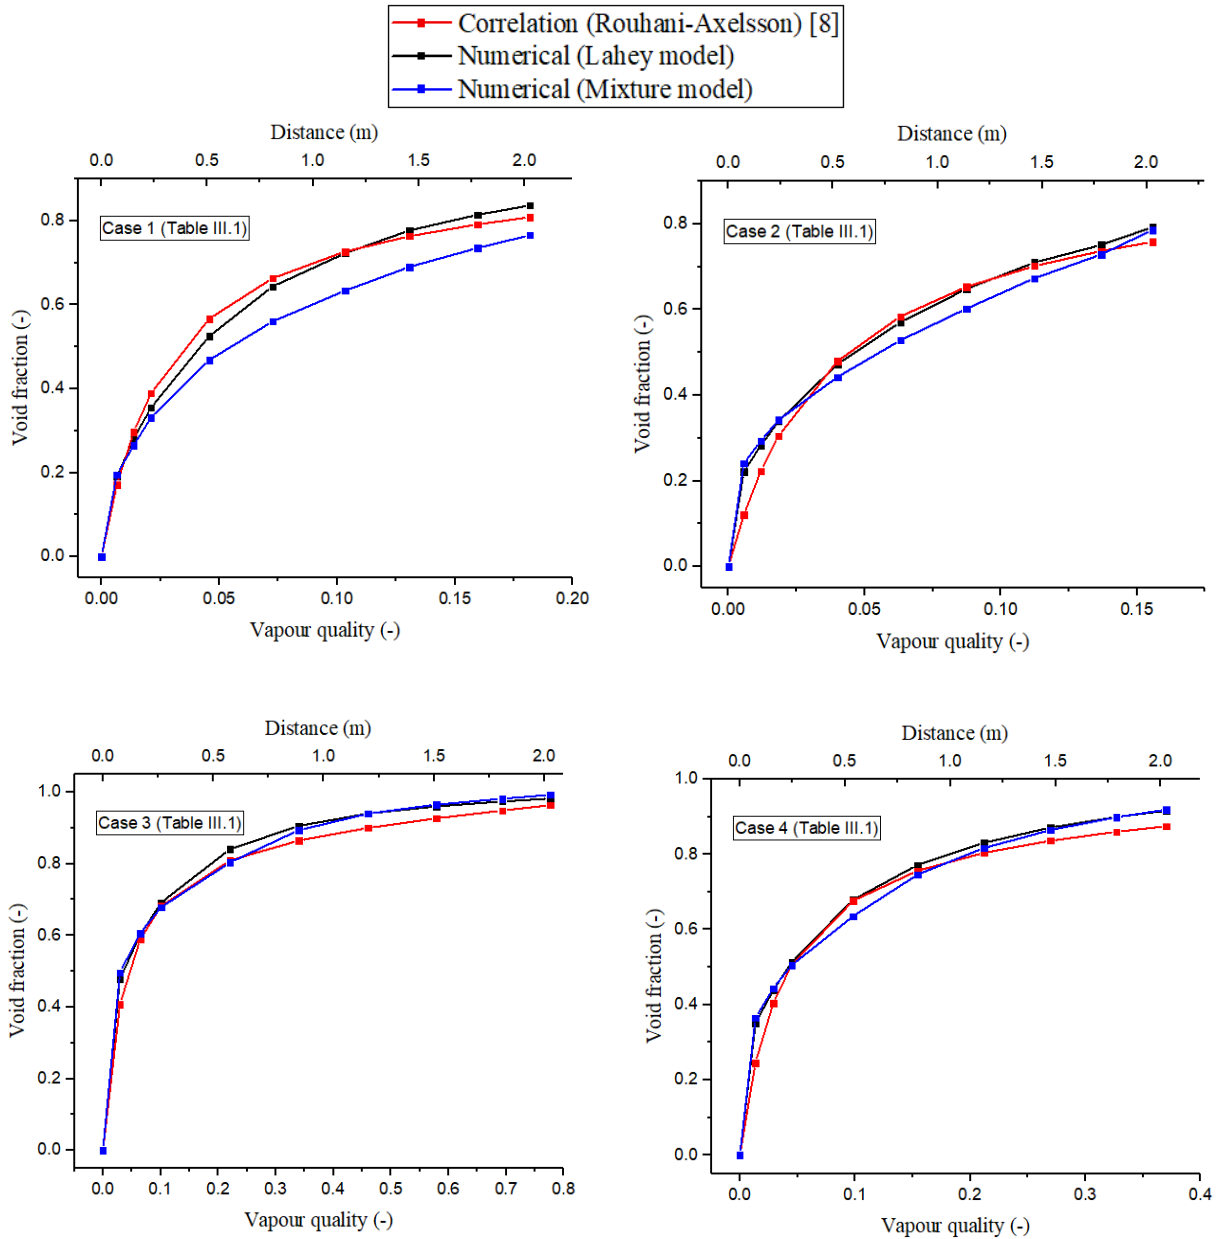 Correlation (Rouhani-Axelsson) [8]
Numerical (Lahey model)
Numerical (Mixture model)
Distance (m)
0.0 0.5 1.0 1.5 2.0
Case 1 (Table III.1)
Void fraction (-)
0.8
0.6
0.4
0.2
0.0
0.00 0.05 0.10 0.15 0.20
Vapour quality (-)
Distance (m)
0.0 0.5 1.0 1.5 2.0
Case 2 (Table III.1)
Void fraction (-)
0.8
0.6
0.4
0.2
0.0
0.00 0.05 0.10 0.15
Vapour quality (-)
Distance (m)
0.0 0.5 1.0 1.5 2.0
Case 3 (Table III.1)
Void fraction (-)
1.0
0.8
0.6
0.4
0.2
0.0
0.0 0.1 0.2 0.3 0.4 0.5 0.6 0.7 0.8
Vapour quality (-)
Distance (m)
0.0 0.5 1.0 1.5 2.0
Case 4 (Table III.1)
Void fraction (-)
1.0
0.8
0.6
0.4
0.2
0.0
0.0 0.1 0.2 0.3 0.4
Vapour quality (-)